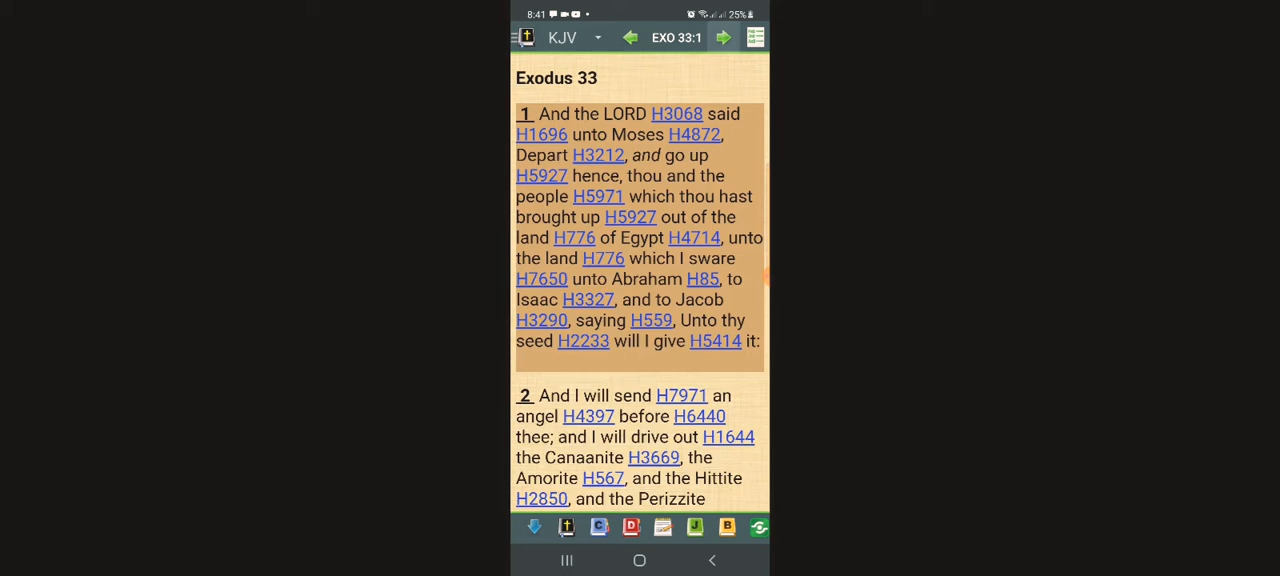 8:41
25%
KJV
EXO 33:1
Exodus 33
1 And the LORD H3068 said
H1696 unto Moses H4872,
Depart H3212, and go up
H5927 hence, thou and the
people H5971 which thou hast
brought up H5927 out of the
land H776 of Egypt H4714, unto
the land H776 which I sware
H7650 unto Abraham H85, to
Isaac H3327, and to Jacob
H3290, saying H559, Unto thy
seed H2233 will I give H5414 it:
2 And I will send H7971 an
angel H4397 before H6440
thee; and I will drive out H1644
the Canaanite H3669, the
Amorite H567, and the Hittite
H2850, and the Perizzite
C D J B